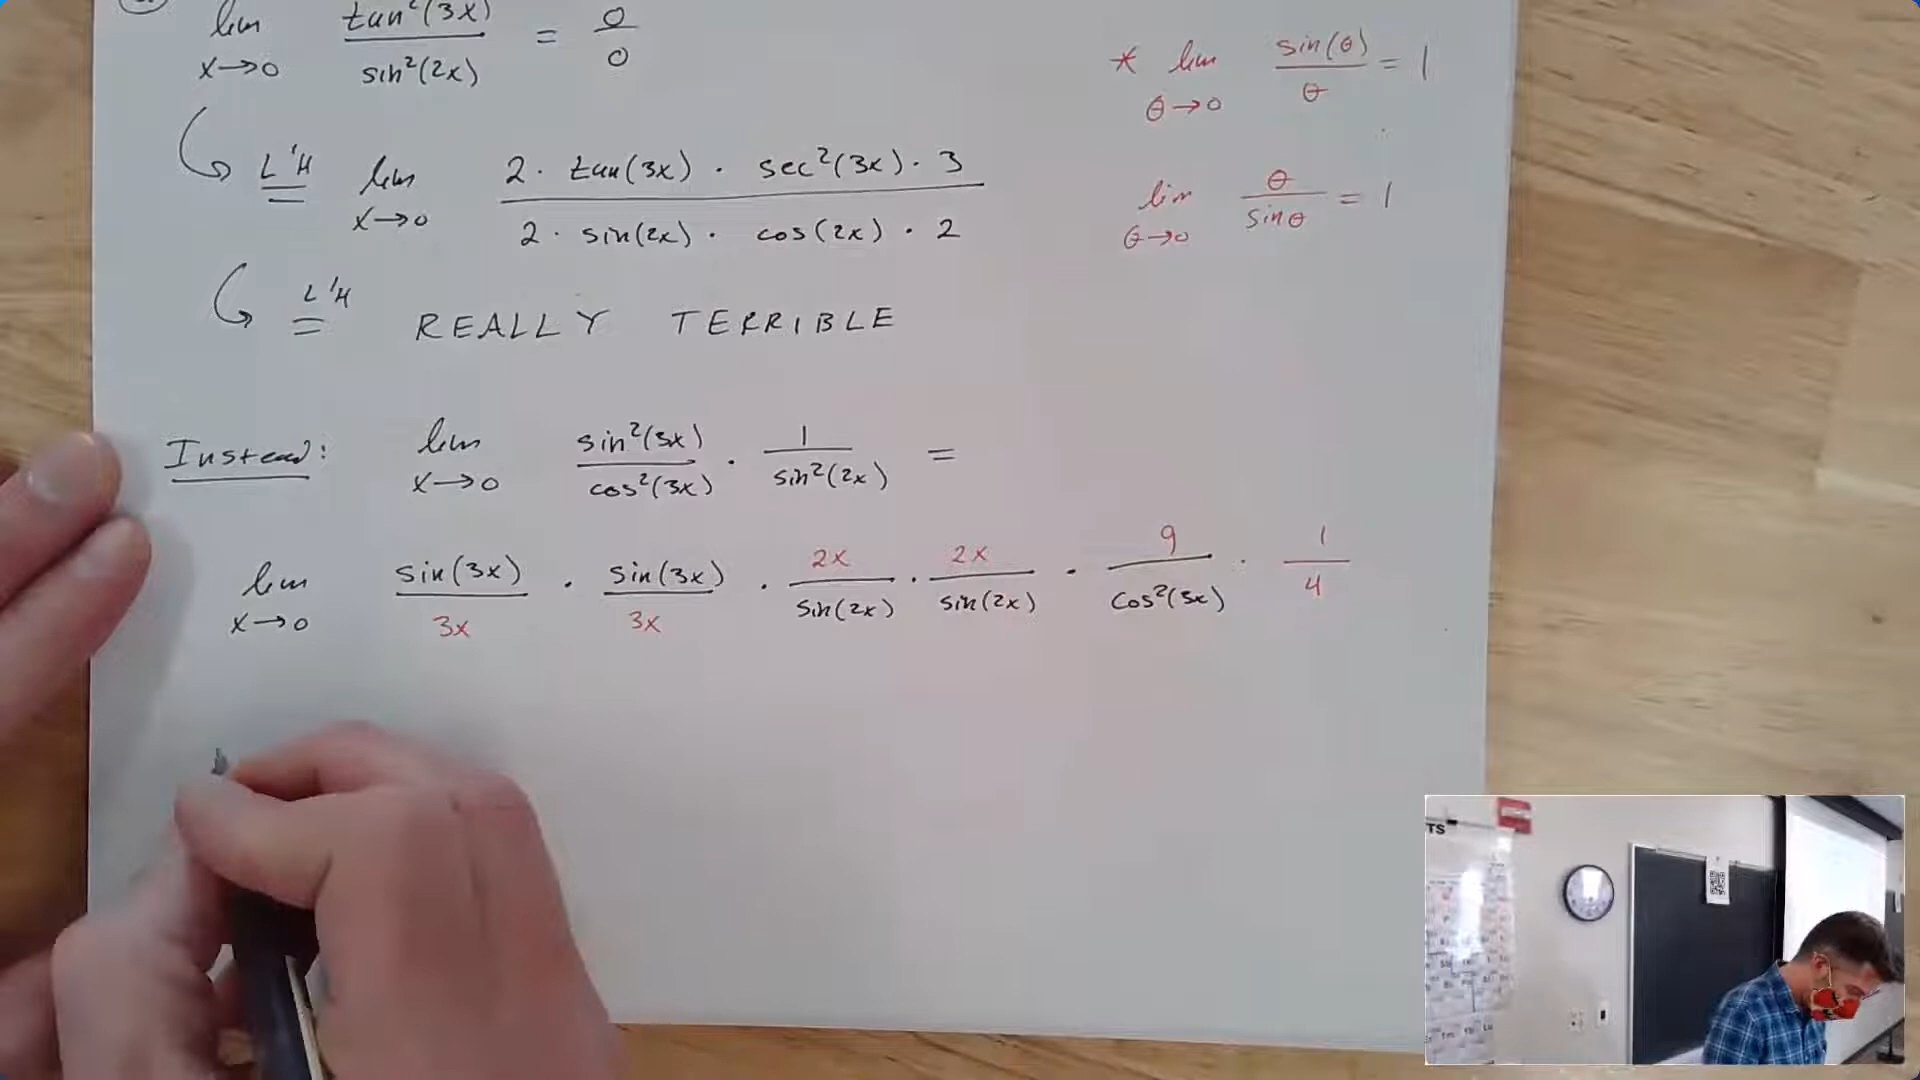 lim x→0 tan²(3x) / sin²(2x) = 0/0
* lim θ→0 sin(θ)/θ = 1
L'H lim x→0 2 · tan(3x) · sec²(3x) · 3 / 2 · sin(2x) · cos(2x) · 2
lim θ→0 θ/sinθ = 1
L'H = REALLY TERRIBLE
Instead: lim x→0 sin²(3x)/cos²(3x) · 1/sin²(2x) =
lim x→0 sin(3x)/3x · sin(3x)/3x · 2x/sin(2x) · 2x/sin(2x) · 9/cos²(3x) · 1/4
TS